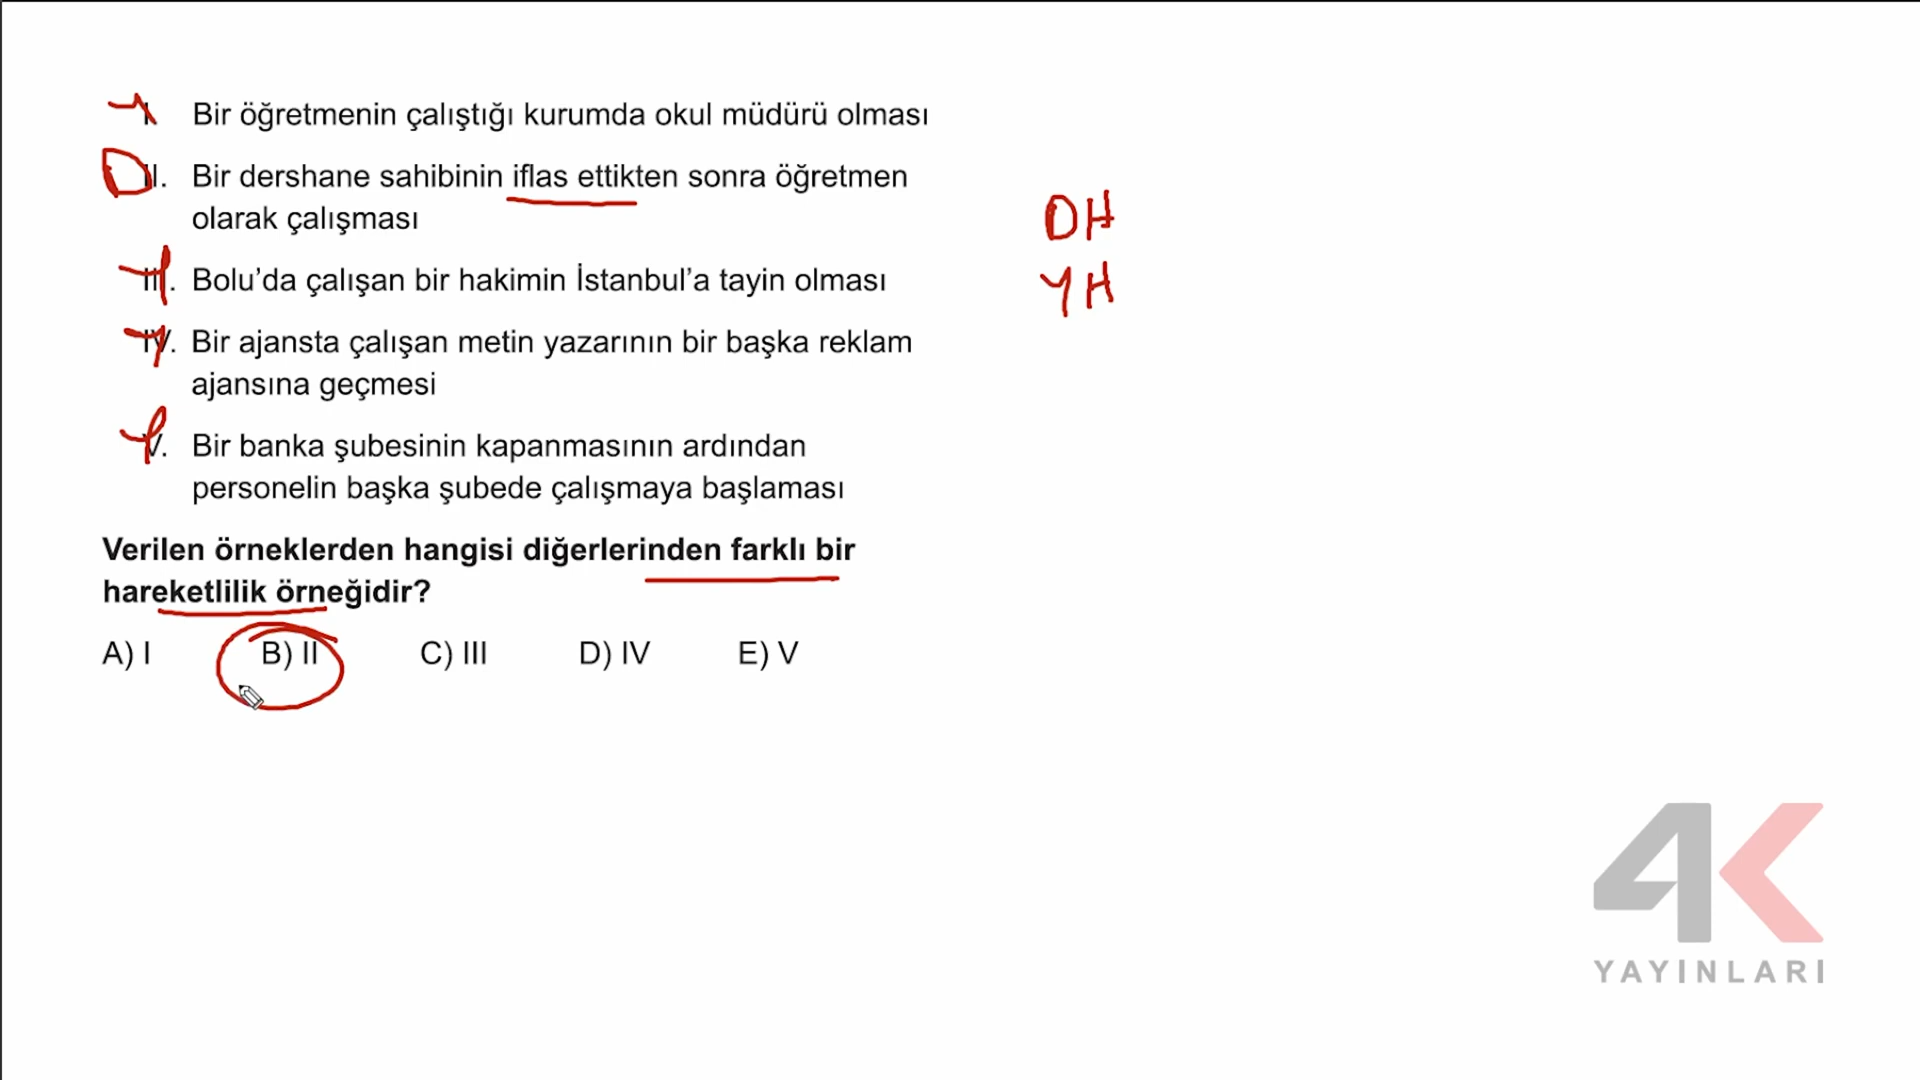 I. Bir öğretmenin çalıştığı kurumda okul müdürü olması
II. Bir dershane sahibinin iflas ettikten sonra öğretmen
olarak çalışması
III. Bolu’da çalışan bir hakimin İstanbul’a tayin olması
IV. Bir ajansta çalışan metin yazarının bir başka reklam
ajansına geçmesi
V. Bir banka şubesinin kapanmasının ardından
personelin başka şubede çalışmaya başlaması
Verilen örneklerden hangisi diğerlerinden farklı bir
hareketlilik örneğidir?
A) I B) II C) III D) IV E) V
DH
YH
4K
YAYINLARI